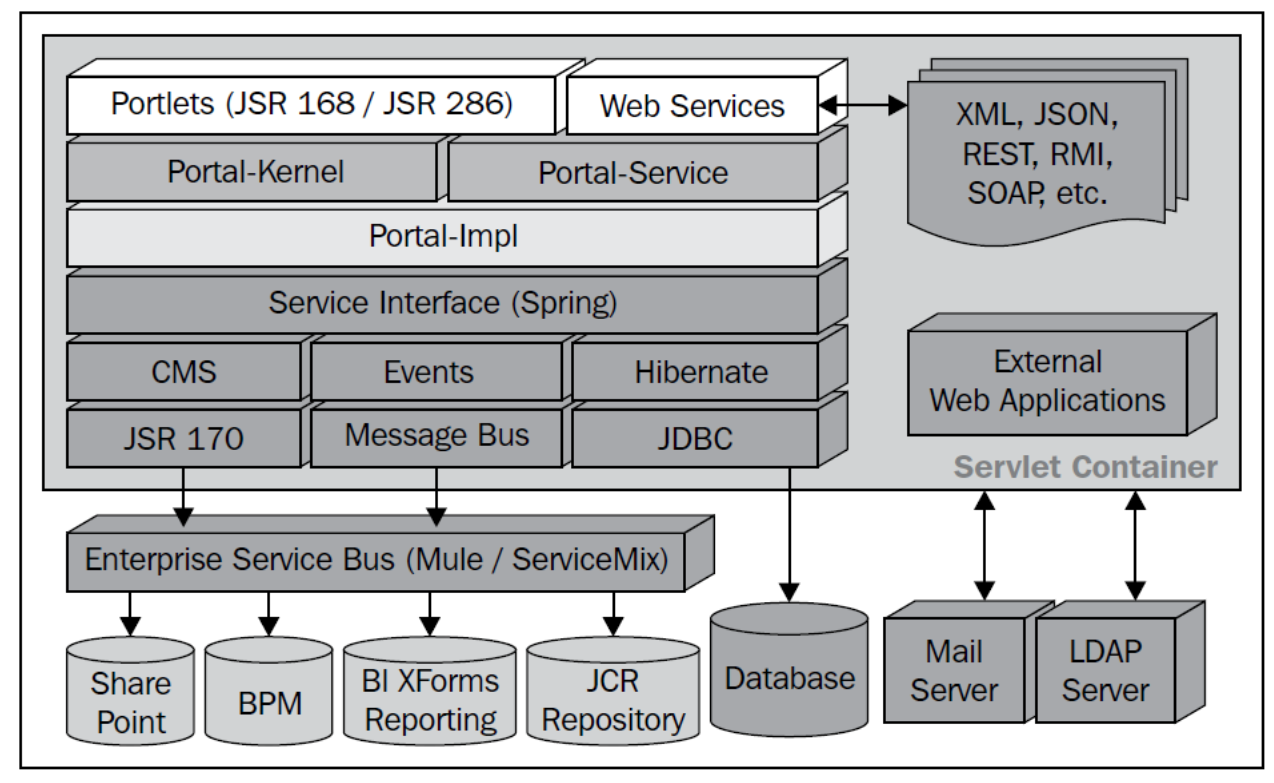 Portlets (JSR 168 / JSR 286)
Web Services
XML, JSON,
REST, RMI,
SOAP, etc.
Portal-Kernel
Portal-Service
Portal-Impl
Service Interface (Spring)
CMS
Events
Hibernate
External
Web Applications
JSR 170
Message Bus
JDBC
Servlet Container
Enterprise Service Bus (Mule / ServiceMix)
Share
Point
BPM
BI XForms
Reporting
JCR
Repository
Database
Mail
Server
LDAP
Server